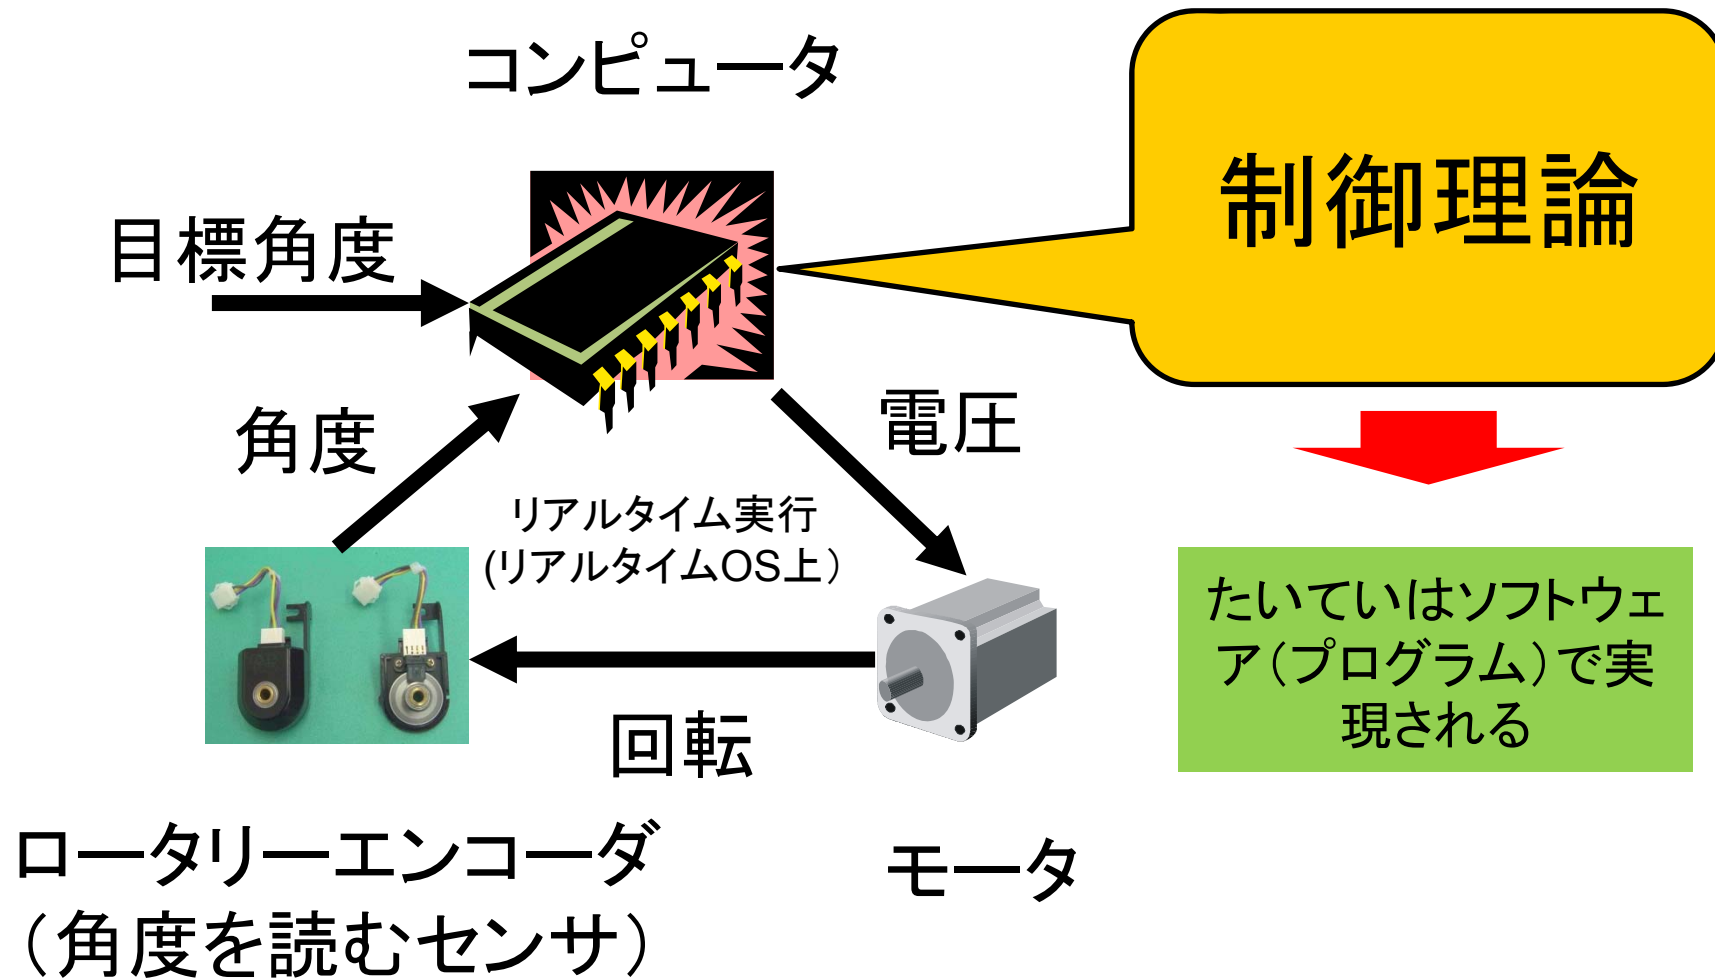 コンピュータ
制御理論
目標角度
角度
電圧
リアルタイム実行
(リアルタイムOS上）
たいていはソフトウェ
ア（プログラム）で実
現される
回転
ロータリーエンコーダ
（角度を読むセンサ）
モータ